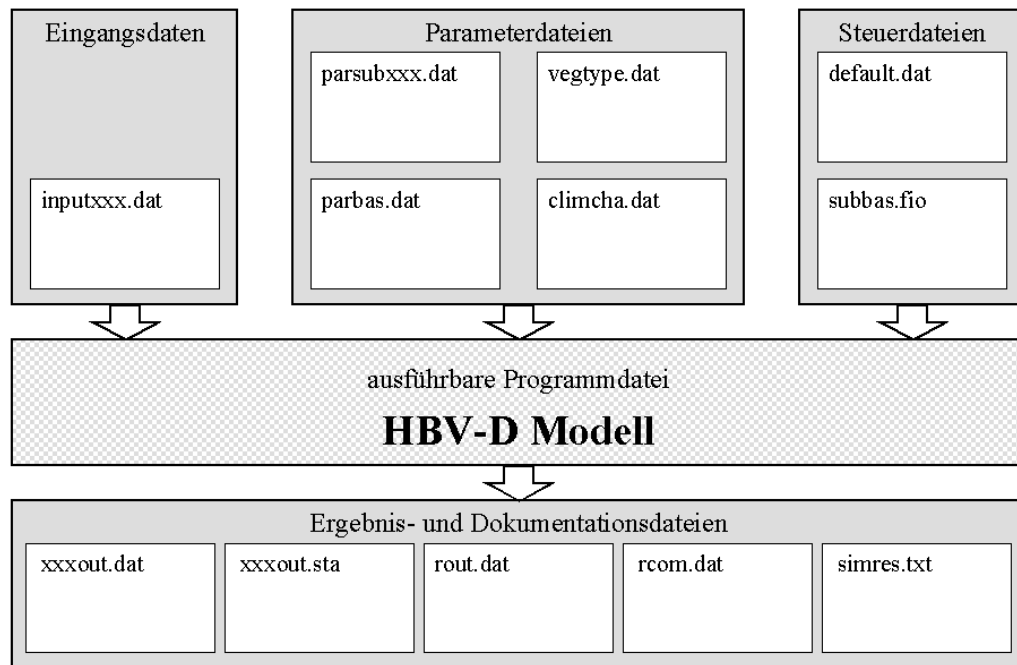 Eingangsdaten
inputxxx.dat
Parameterdateien
parsubxxx.dat
vegtype.dat
parbas.dat
climcha.dat
Steuerdateien
default.dat
subbas.fio
ausführbare Programmdatei
HBV-D Modell
Ergebnis- und Dokumentationsdateien
xxxout.dat
xxxout.sta
rout.dat
rcom.dat
simres.txt